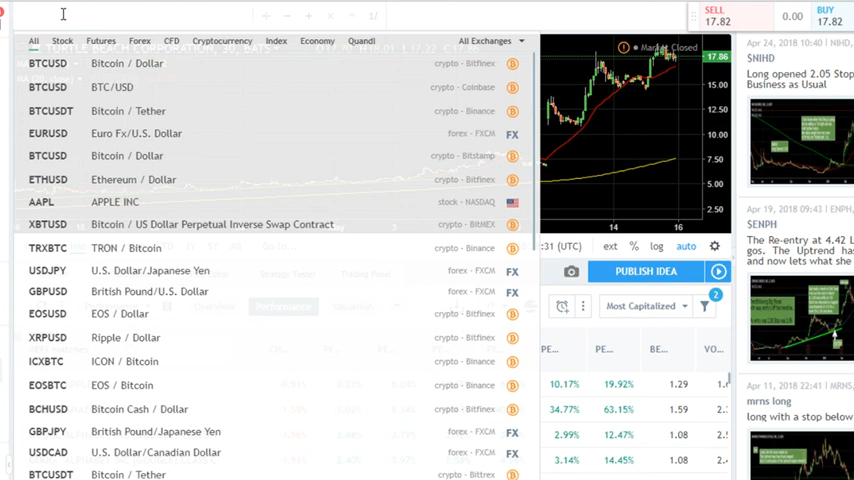 1/
SELL
17.82
0.00
BUY
17.82
All Stock Futures Forex CFD Cryptocurrency Index Economy Quandl All Exchanges
TURTLE BEACH CORPORATION, 30, BATS
BTCUSD Bitcoin / Dollar crypto - Bitfinex
BTCUSD BTC/USD crypto - Coinbase
BTCUSDT Bitcoin / Tether crypto - Binance
EURUSD Euro Fx/U.S. Dollar forex - FXCM FX
BTCUSD Bitcoin / Dollar crypto - Bitstamp
ETHUSD Ethereum / Dollar crypto - Bitfinex
AAPL APPLE INC stock - NASDAQ
XBTUSD Bitcoin / US Dollar Perpetual Inverse Swap Contract crypto - BitMEX
TRXBTC TRON / Bitcoin crypto - Binance
USDJPY U.S. Dollar/Japanese Yen forex - FXCM FX
GBPUSD British Pound/U.S. Dollar forex - FXCM FX
EOSUSD EOS / Dollar crypto - Bitfinex
XRPUSD Ripple / Dollar crypto - Bitfinex
ICXBTC ICON / Bitcoin crypto - Binance
EOSBTC EOS / Bitcoin crypto - Binance
BCHUSD Bitcoin Cash / Dollar crypto - Bitfinex
GBPJPY British Pound/Japanese Yen forex - FXCM FX
USDCAD U.S. Dollar/Canadian Dollar forex - FXCM FX
BTCUSDT Bitcoin / Tether crypto - Bittrex
Market Closed
17.86
15.00
12.50
10.00
7.50
5.00
2.50
14 16
:31 (UTC) ext % log auto
PUBLISH IDEA
Most Capitalized 2
PE... PE... BE... VO...
10.17% 19.92% 1.29
34.77% 63.15% 1.59
2.99% 12.47% 1.08
3.14% 14.45% 1.08
Apr 24, 2018 10:40 | NIHD,
$NIHD
Long opened 2.05 Stop
Business as Usual
Apr 19, 2018 09:43 | ENPH,
$ENPH
The Re-entry at 4.42 L
goes. The Uptrend has
and now lets what she
Apr 11, 2018 22:41 | MRNS,
mrns long
long with a stop below